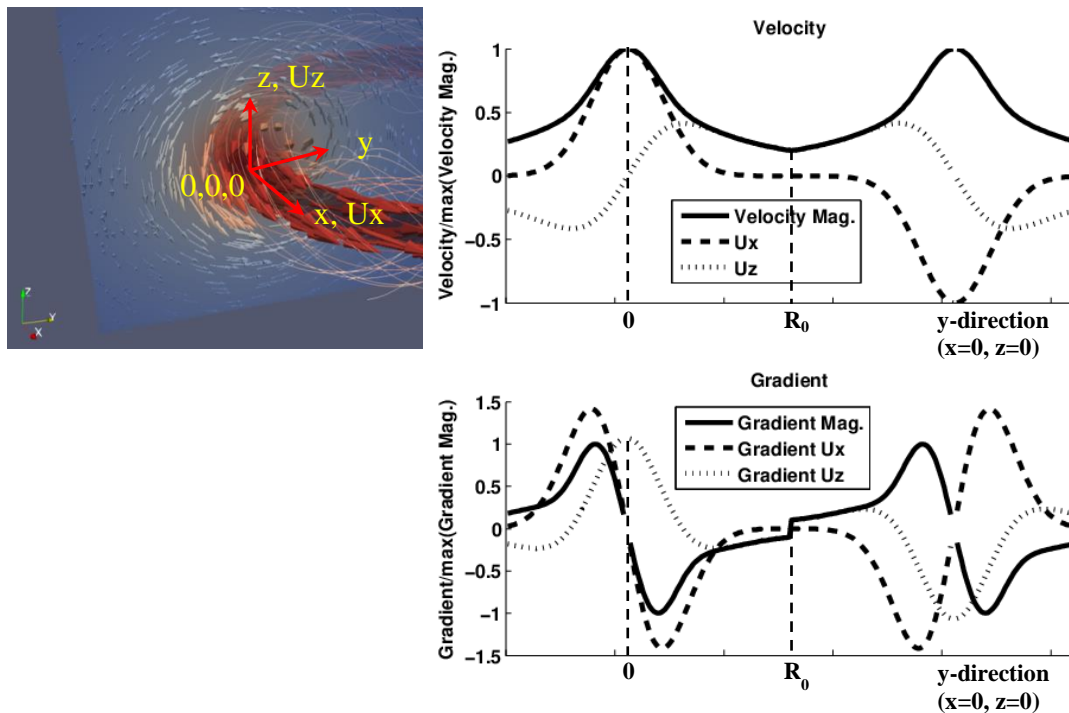 z, Uz
y
0,0,0
x, Ux
Z
Y
X
Velocity
Velocity/max(Velocity Mag.)
1
0.5
0
−0.5
−1
Velocity Mag.
Ux
Uz
0
R0
y-direction
(x=0, z=0)
Gradient
Gradient/max(Gradient Mag.)
1.5
1
0.5
0
−0.5
−1
−1.5
Gradient Mag.
Gradient Ux
Gradient Uz
0
R0
y-direction
(x=0, z=0)